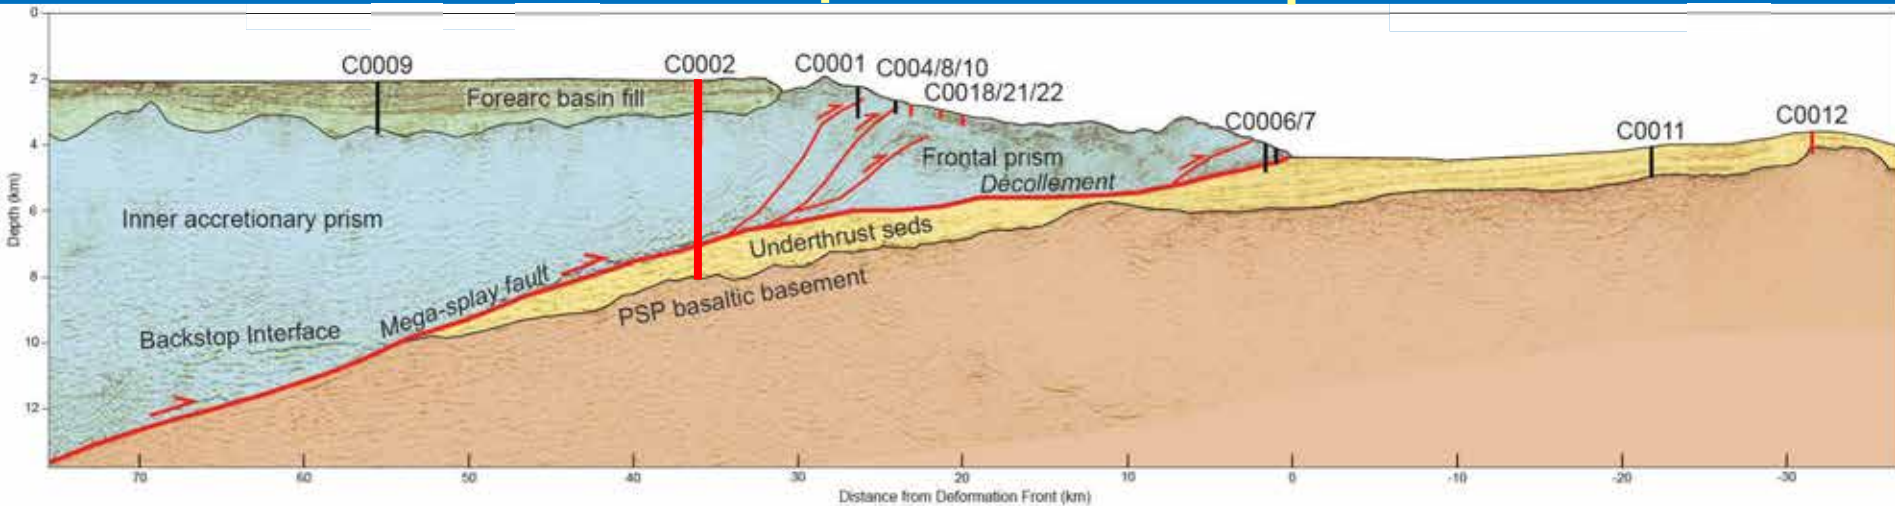 0
2
4
6
8
10
12
Depth (km)
C0009
C0002
C0001
C004/8/10
C0018/21/22
C0006/7
C0011
C0012
Forearc basin fill
Frontal prism
Décollement
Inner accretionary prism
Underthrust seds
Mega-splay fault
PSP basaltic basement
Backstop Interface
70
60
50
40
30
20
10
0
-10
-20
-30
Distance from Deformation Front (km)